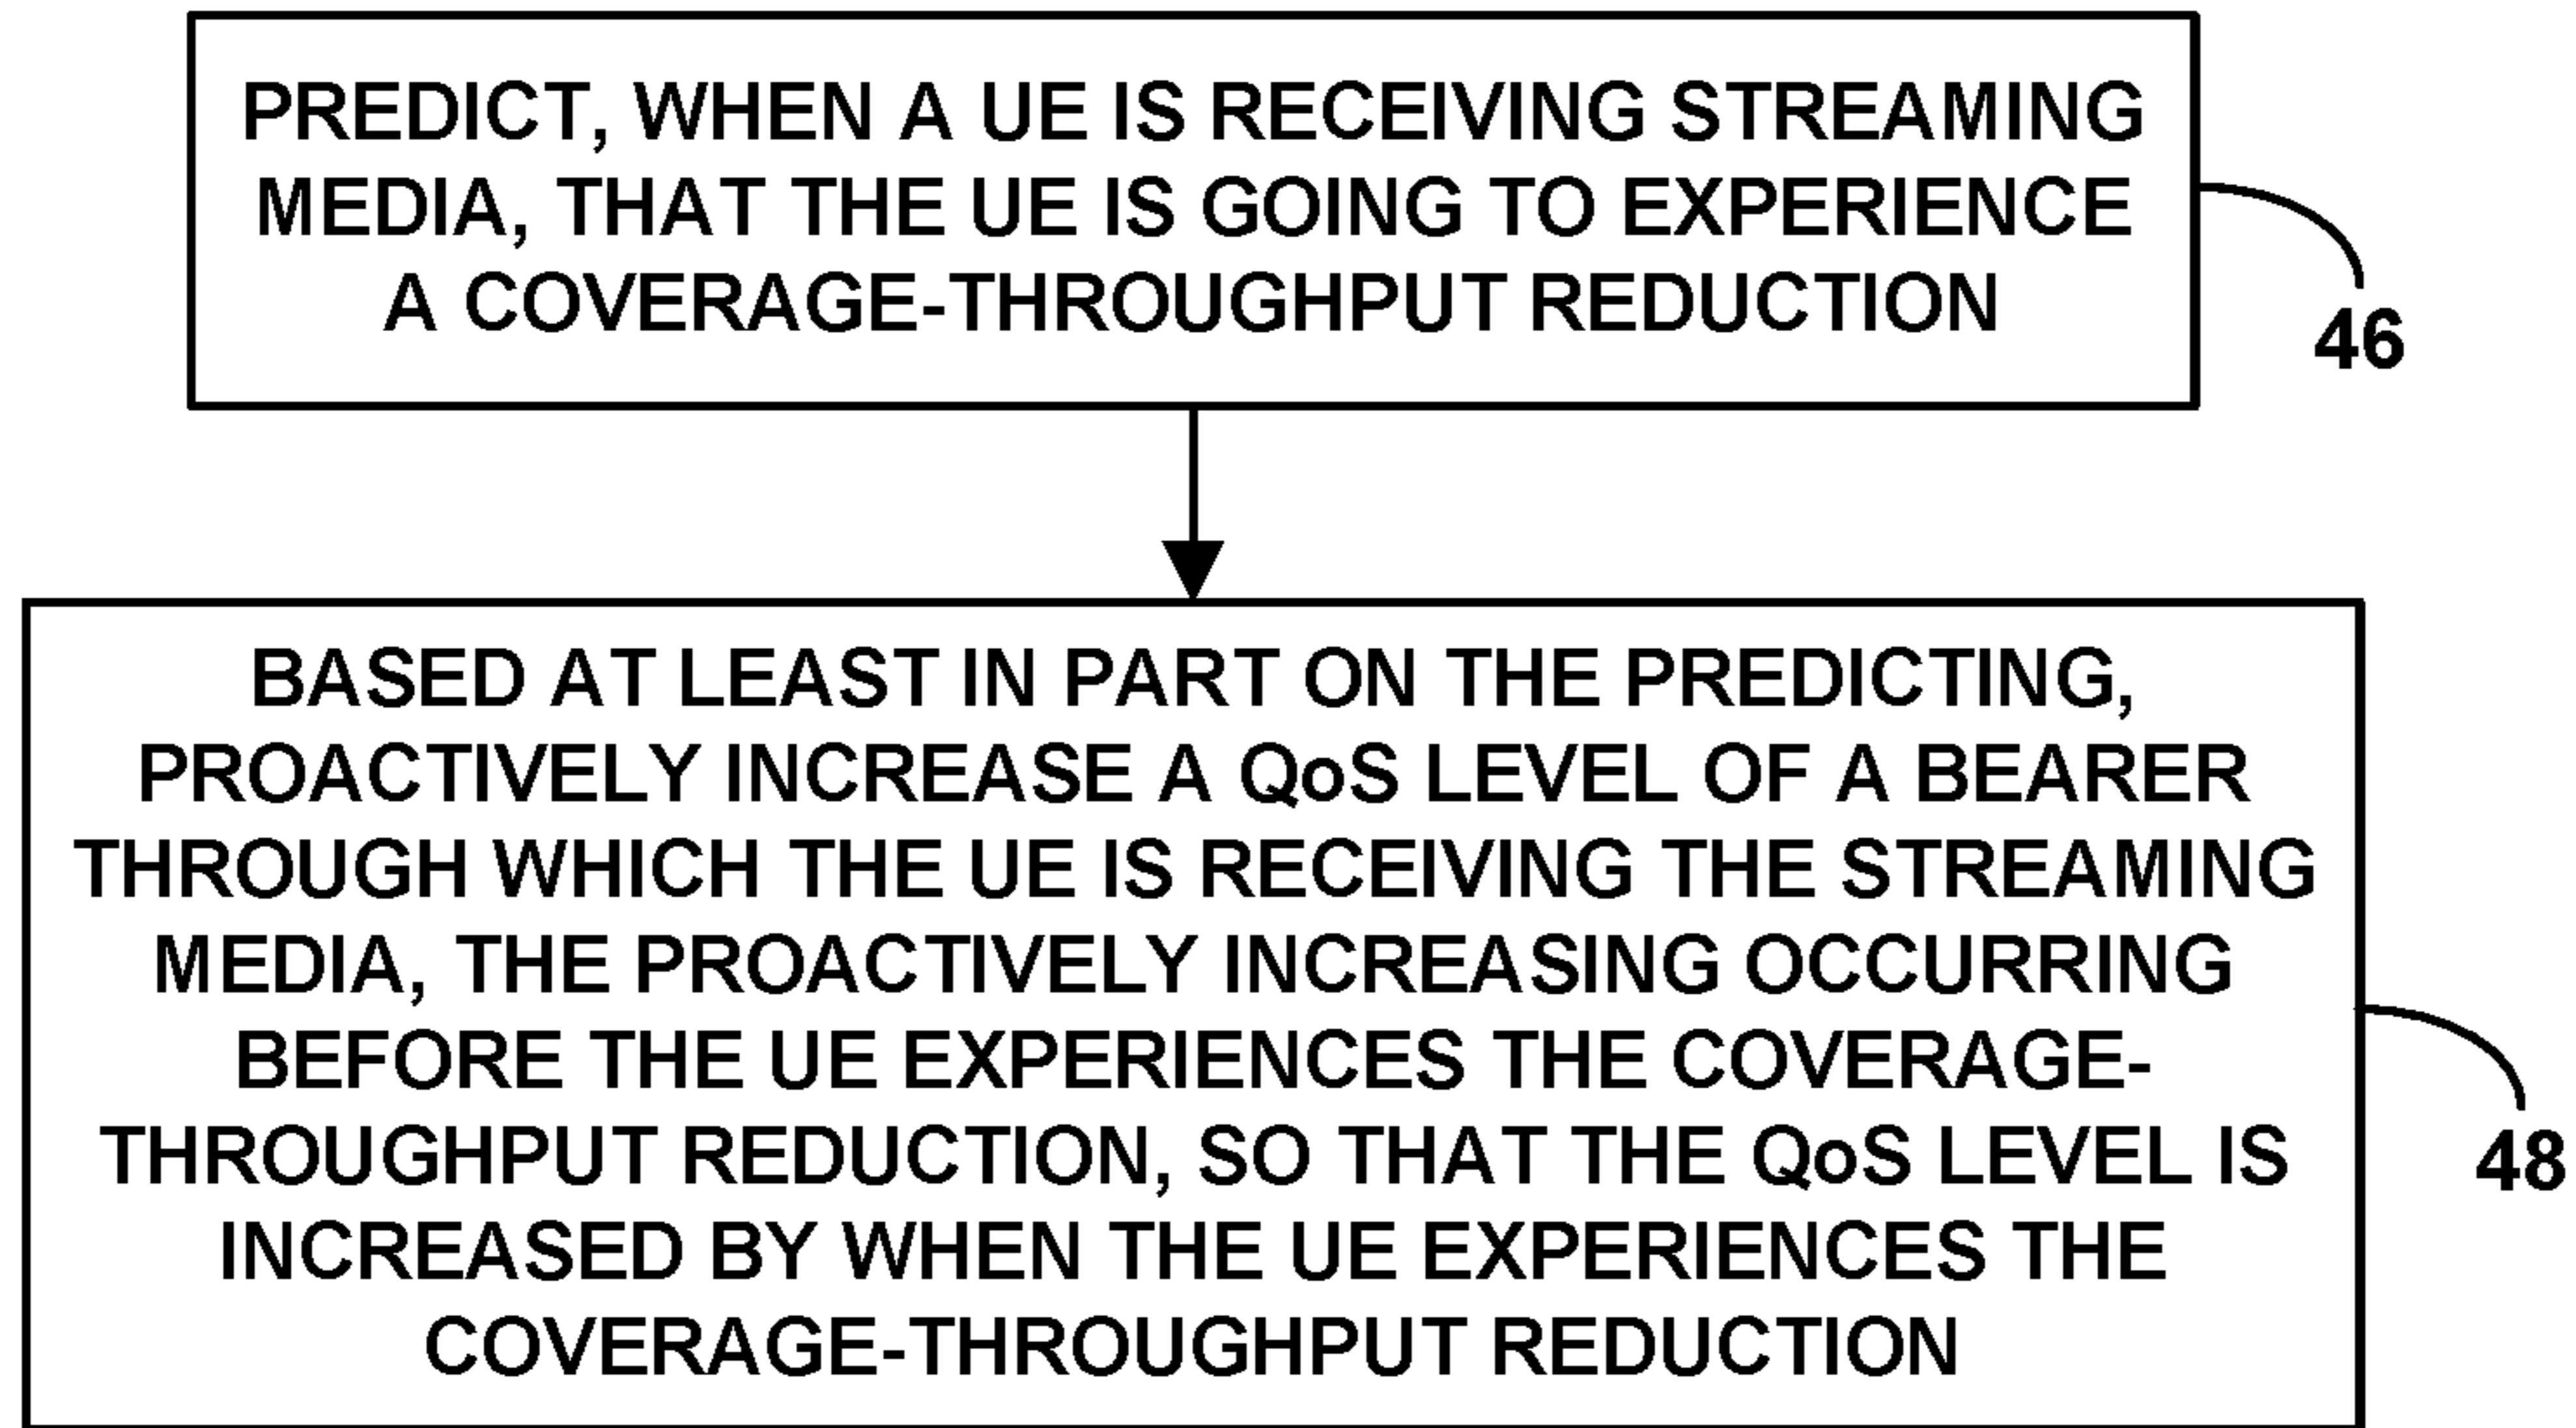 PREDICT, WHEN A UE IS RECEIVING STREAMING
MEDIA, THAT THE UE IS GOING TO EXPERIENCE
A COVERAGE-THROUGHPUT REDUCTION
46
BASED AT LEAST IN PART ON THE PREDICTING,
PROACTIVELY INCREASE A QoS LEVEL OF A BEARER
THROUGH WHICH THE UE IS RECEIVING THE STREAMING
MEDIA, THE PROACTIVELY INCREASING OCCURRING
BEFORE THE UE EXPERIENCES THE COVERAGE-
THROUGHPUT REDUCTION, SO THAT THE QoS LEVEL IS
INCREASED BY WHEN THE UE EXPERIENCES THE
COVERAGE-THROUGHPUT REDUCTION
48